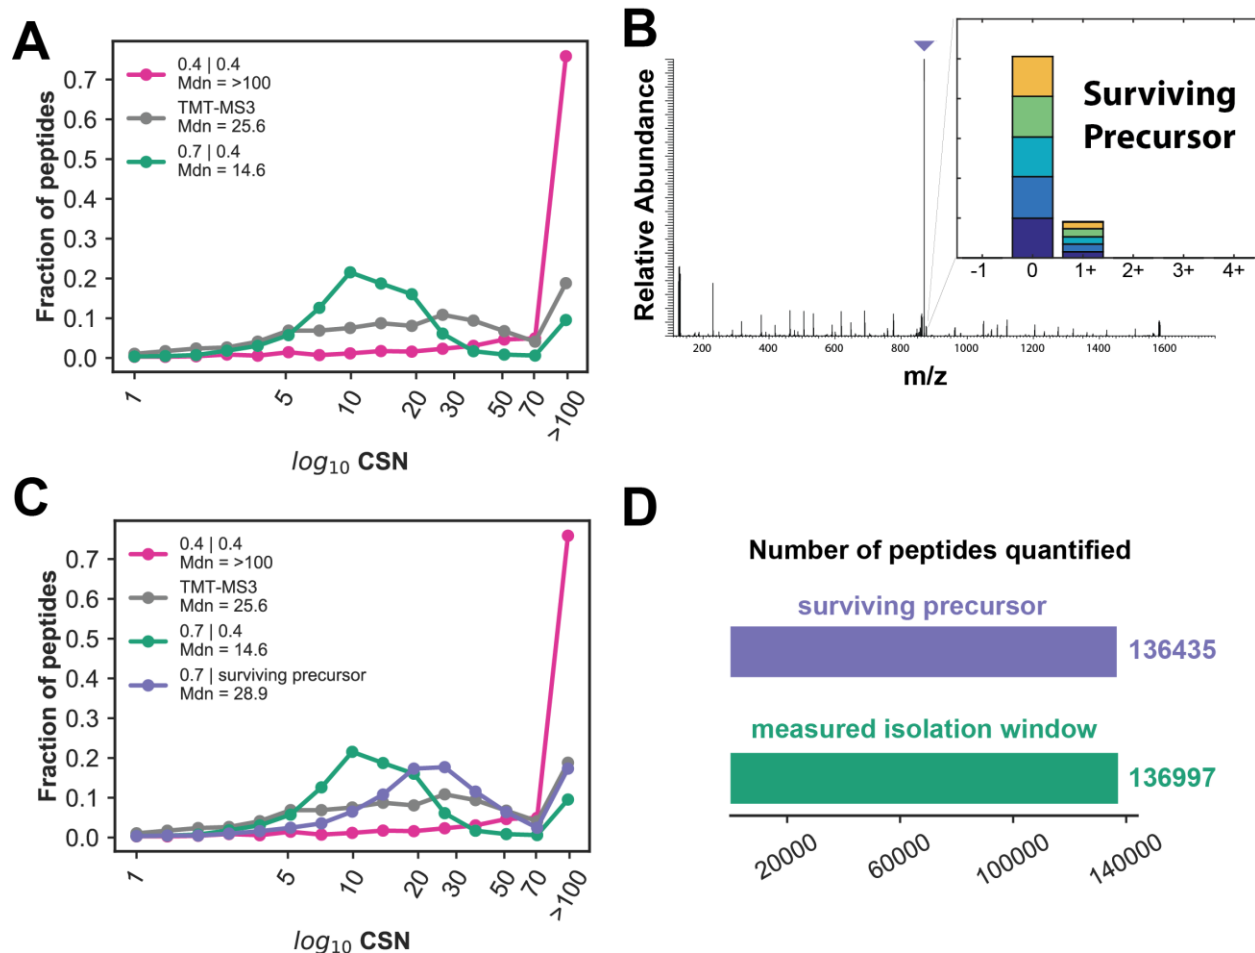 A
Fraction of peptides
0.7
0.6
0.5
0.4
0.3
0.2
0.1
0.0
0.4 | 0.4
Mdn = >100
TMT-MS3
Mdn = 25.6
0.7 | 0.4
Mdn = 14.6
1
5
10
20
30
50
70
>100
log10 CSN
B
Relative Abundance
Surviving
Precursor
-1
0
1+
2+
3+
4+
200
400
600
800
1000
1200
1400
1600
m/z
C
Fraction of peptides
0.7
0.6
0.5
0.4
0.3
0.2
0.1
0.0
0.4 | 0.4
Mdn = >100
TMT-MS3
Mdn = 25.6
0.7 | 0.4
Mdn = 14.6
0.7 | surviving precursor
Mdn = 28.9
1
5
10
20
30
50
70
>100
log10 CSN
D
Number of peptides quantified
surviving precursor
136435
measured isolation window
136997
20000
60000
100000
140000